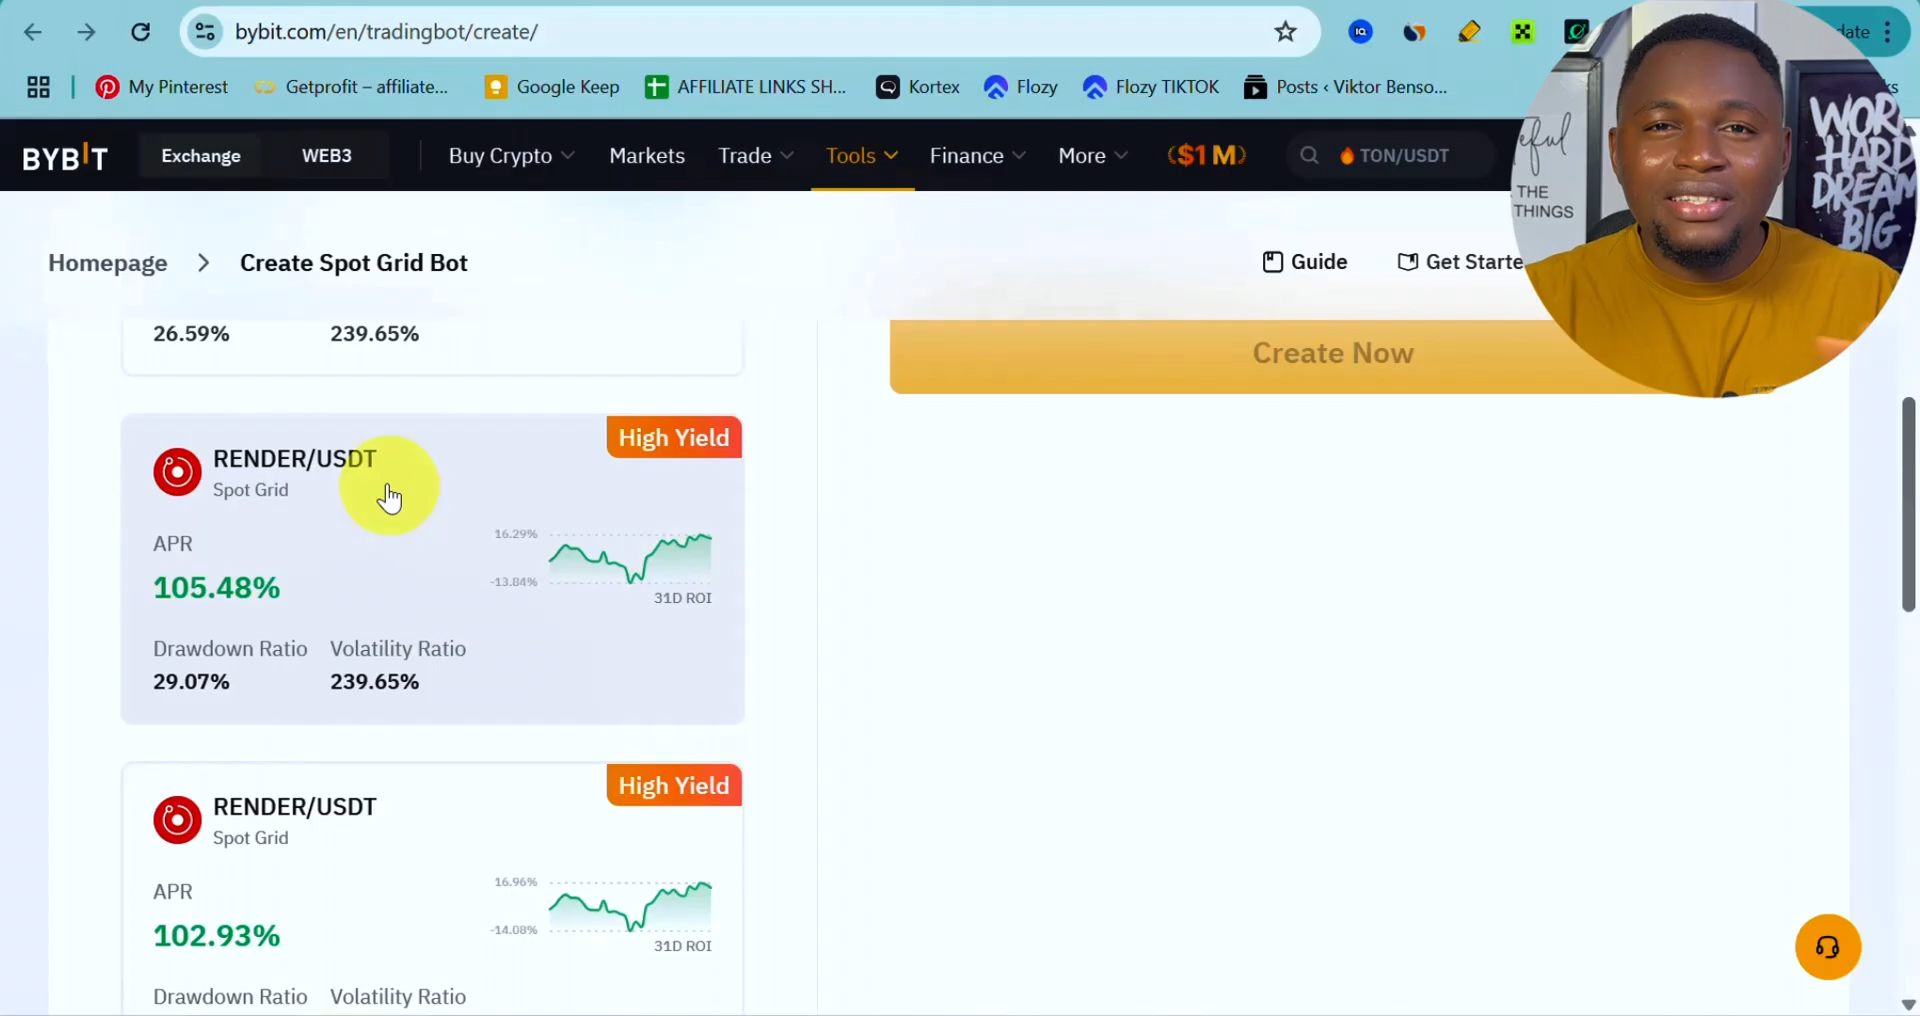 bybit.com/en/tradingbot/create/
My Pinterest
Getprofit – affiliate...
Google Keep
AFFILIATE LINKS SH...
Kortex
Flozy
Flozy TIKTOK
Posts ‹ Viktor Benso...
BYBIT
Exchange
WEB3
Buy Crypto
Markets
Trade
Tools
Finance
More
($1 M)
TON/USDT
THE
THINGS
WORK
HARD
DREAM
BIG
Homepage
Create Spot Grid Bot
Guide
Get Starte
26.59%
239.65%
Create Now
High Yield
RENDER/USDT
Spot Grid
APR
105.48%
16.29%
-13.84%
31D ROI
Drawdown Ratio
Volatility Ratio
29.07%
239.65%
High Yield
RENDER/USDT
Spot Grid
APR
102.93%
16.96%
-14.08%
31D ROI
Drawdown Ratio
Volatility Ratio